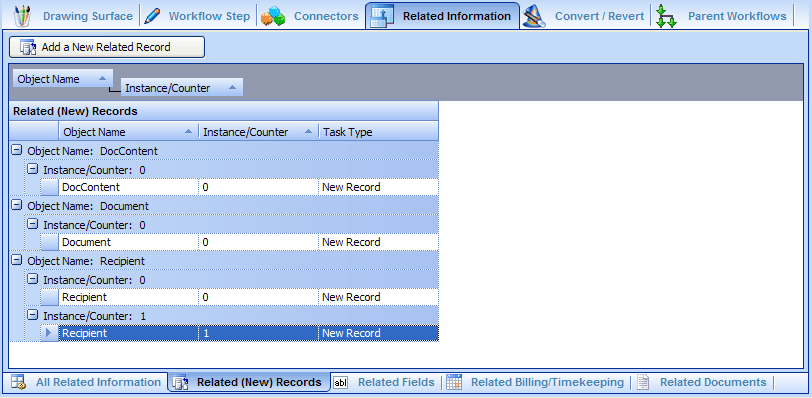 Drawing Surface Workflow Step Connectors Related Information Convert / Revert Parent Workflows
Add a New Related Record
Object Name
Instance/Counter
Related (New) Records
Object Name Instance/Counter Task Type
Object Name: DocContent
Instance/Counter: 0
DocContent 0 New Record
Object Name: Document
Instance/Counter: 0
Document 0 New Record
Object Name: Recipient
Instance/Counter: 0
Recipient 0 New Record
Instance/Counter: 1
Recipient 1 New Record
All Related Information Related (New) Records abl Related Fields Related Billing/Timekeeping Related Documents